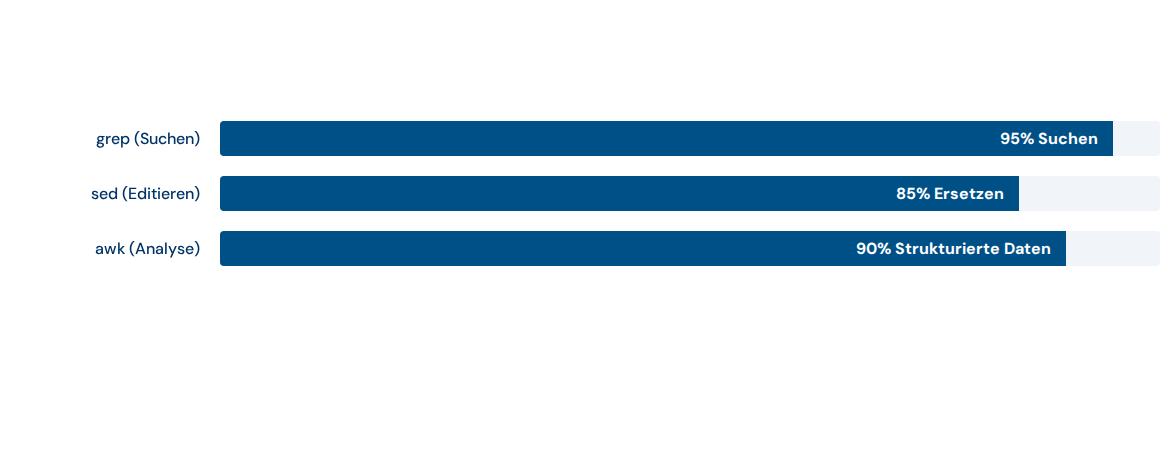 grep (Suchen) 95% Suchen
sed (Editieren) 85% Ersetzen
awk (Analyse) 90% Strukturierte Daten